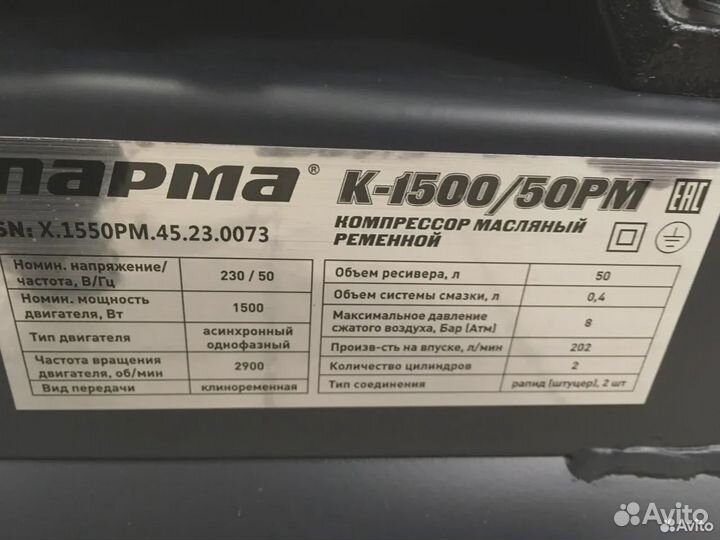 ПАРМА® К-1500/50РМ EAC
КОМПРЕССОР МАСЛЯНЫЙ
РЕМЕННОЙ
SN: X.1550PM.45.23.0073
Номин. напряжение/
частота, В/Гц 230 / 50
Номин. мощность
двигателя, Вт 1500
Тип двигателя асинхронный
однофазный
Частота вращения
двигателя, об/мин 2900
Вид передачи клиноременная
Объем ресивера, л 50
Объем системы смазки, л 0,4
Максимальное давление
сжатого воздуха, Бар (Атм) 8
Произв-сть на впуске, л/мин 202
Количество цилиндров 2
Тип соединения рапид (штуцер), 2 шт
Avito
Avito